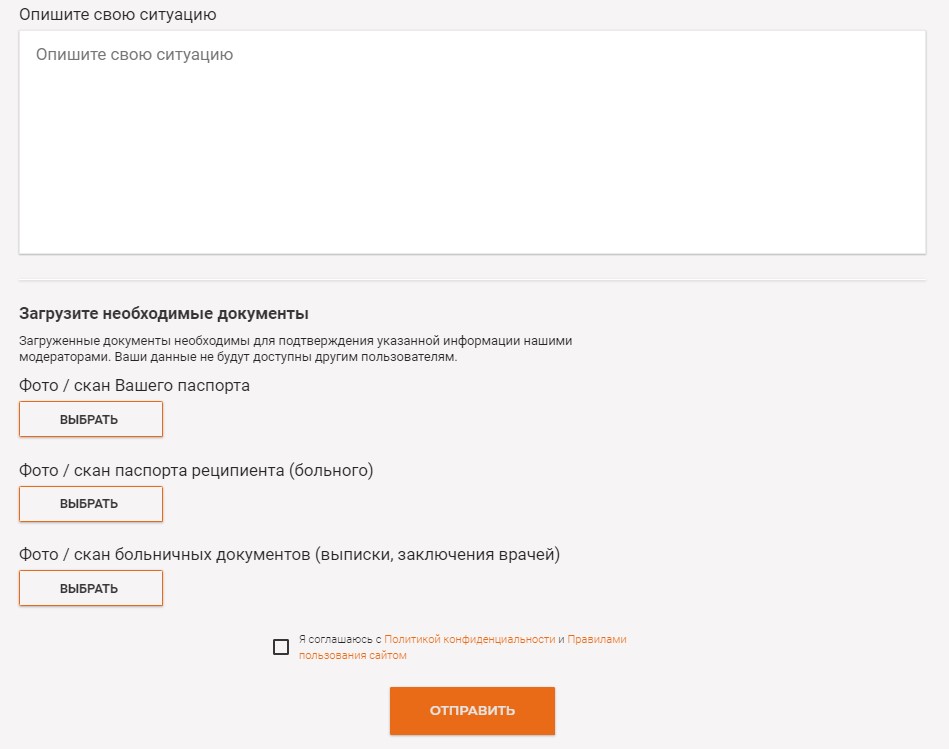 Опишите свою ситуацию
Опишите свою ситуацию
Загрузите необходимые документы
Загруженные документы необходимы для подтверждения указанной информации нашими
модераторами. Ваши данные не будут доступны другим пользователям.
Фото / скан Вашего паспорта
ВЫБРАТЬ
Фото / скан паспорта реципиента (больного)
ВЫБРАТЬ
Фото / скан больничных документов (выписки, заключения врачей)
ВЫБРАТЬ
Я соглашаюсь с Политикой конфиденциальности и Правилами
пользования сайтом
ОТПРАВИТЬ